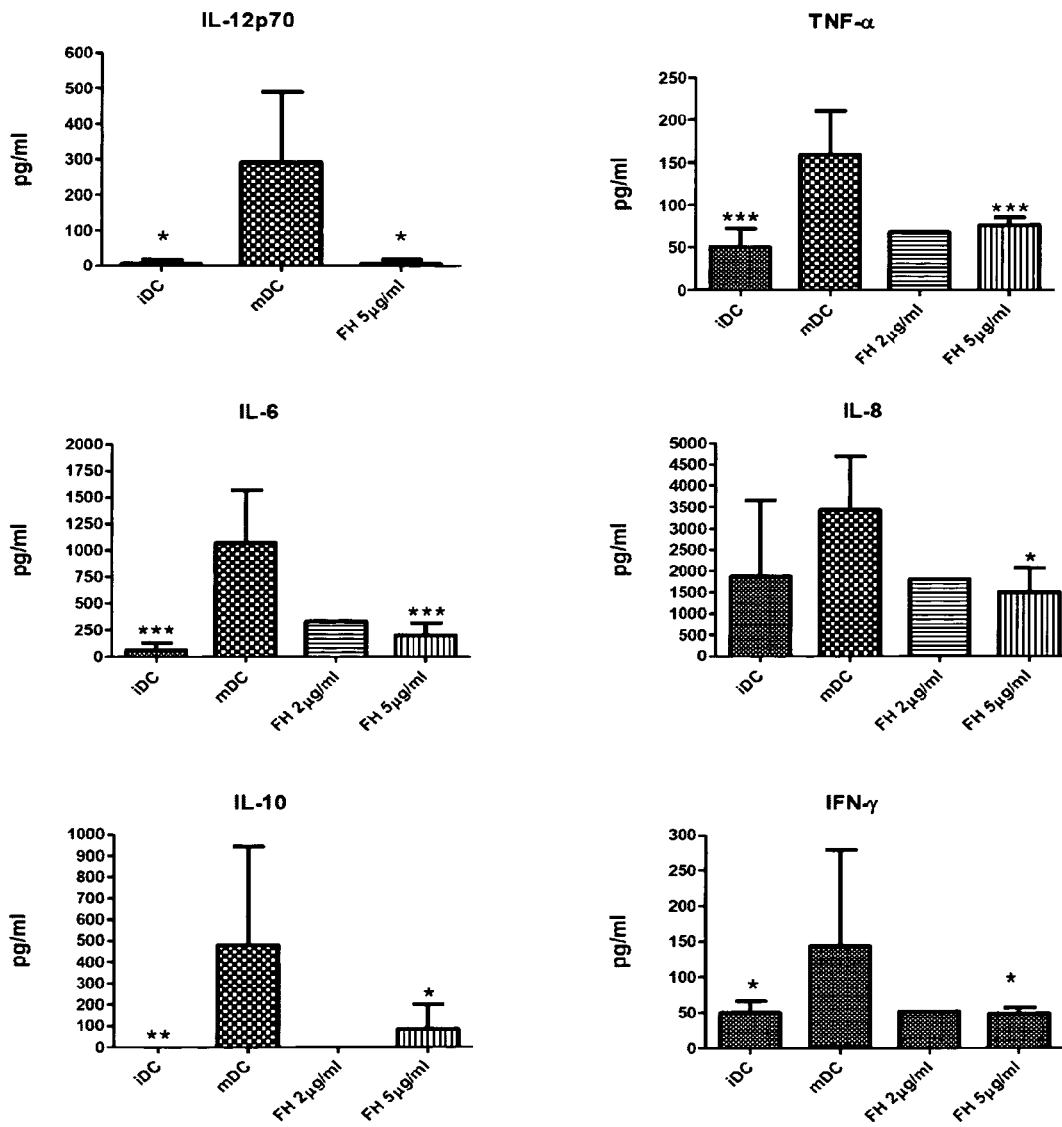 IL-12p70
pg/ml
600
500
400
300
200
100
0
*
*
iDC
mDC
FH 5μg/ml
TNF-α
pg/ml
250
200
150
100
50
0
***
***
iDC
mDC
FH 2μg/ml
FH 5μg/ml
IL-6
pg/ml
2000
1750
1500
1250
1000
750
500
250
0
***
***
iDC
mDC
FH 2μg/ml
FH 5μg/ml
IL-8
pg/ml
5000
4500
4000
3500
3000
2500
2000
1500
1000
500
0
*
iDC
mDC
FH 2μg/ml
FH 5μg/ml
IL-10
pg/ml
1000
900
800
700
600
500
400
300
200
100
0
**
*
iDC
mDC
FH 2μg/ml
FH 5μg/ml
IFN-γ
pg/ml
300
250
200
150
100
50
0
*
*
iDC
mDC
FH 2μg/ml
FH 5μg/ml